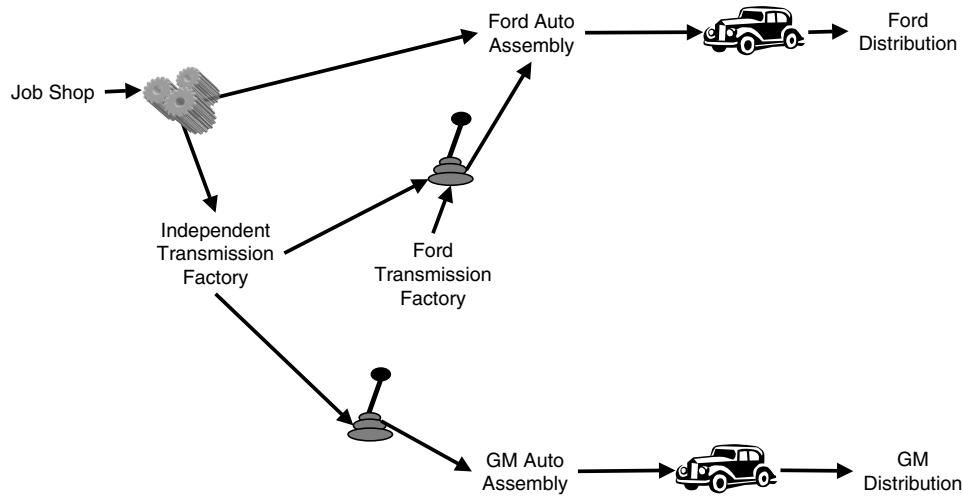 Ford Auto
Assembly
Ford
Distribution
Job Shop
Independent
Transmission
Factory
Ford
Transmission
Factory
GM Auto
Assembly
GM
Distribution